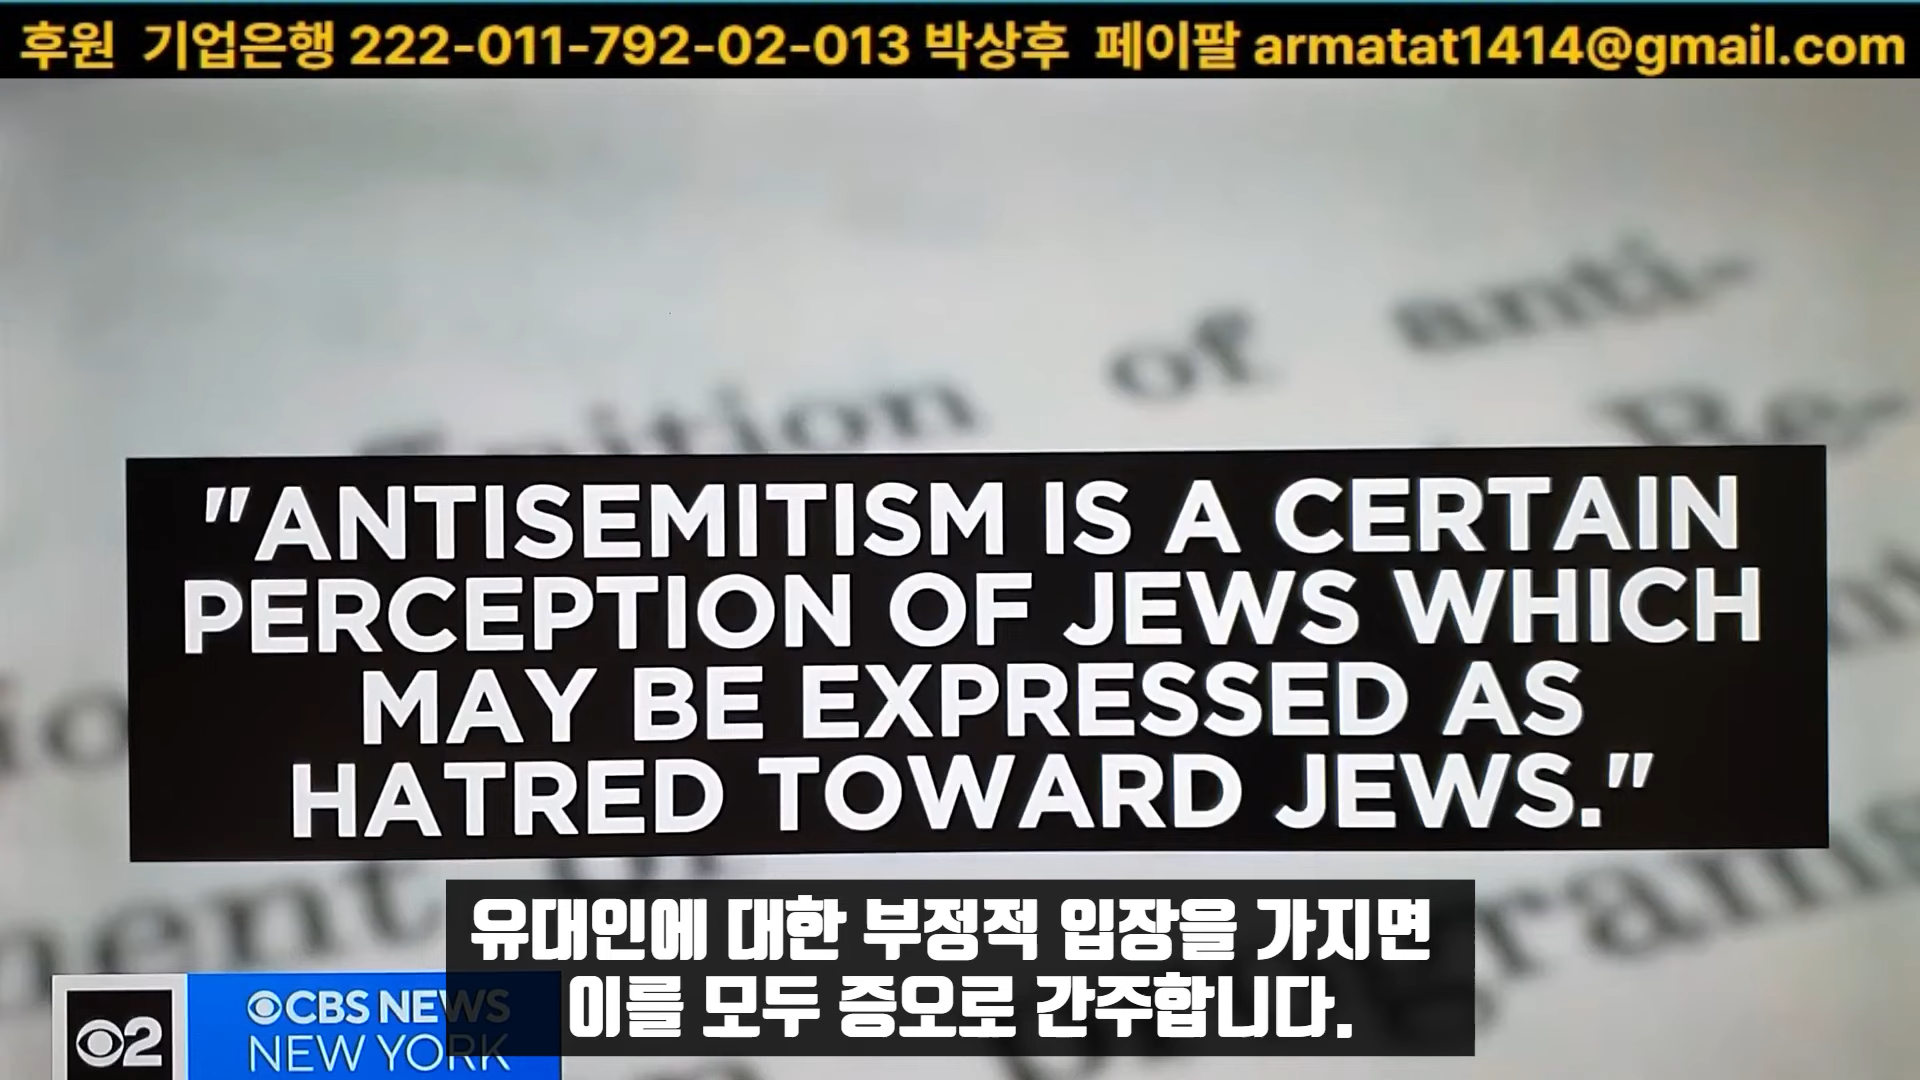 후원 기업은행 222-011-792-02-013 박상후 페이팔 armatat1414@gmail.com
of anti-
Re-
"ANTISEMITISM IS A CERTAIN
PERCEPTION OF JEWS WHICH
MAY BE EXPRESSED AS
HATRED TOWARD JEWS."
유대인에 대한 부정적 입장을 가지면
이를 모두 증오로 간주합니다.
2
CBS NEWS
NEW YORK